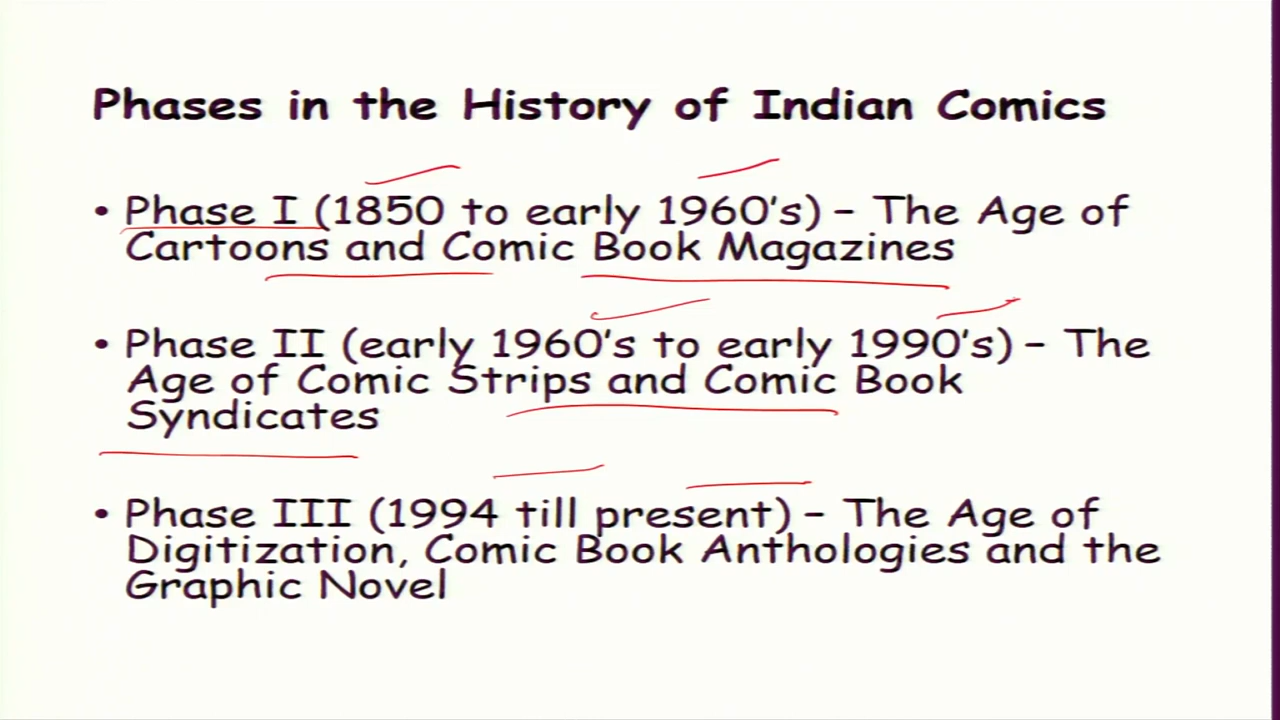 Phases in the History of Indian Comics
• Phase I (1850 to early 1960's) – The Age of
Cartoons and Comic Book Magazines
• Phase II (early 1960's to early 1990's) – The
Age of Comic Strips and Comic Book
Syndicates
• Phase III (1994 till present) – The Age of
Digitization, Comic Book Anthologies and the
Graphic Novel